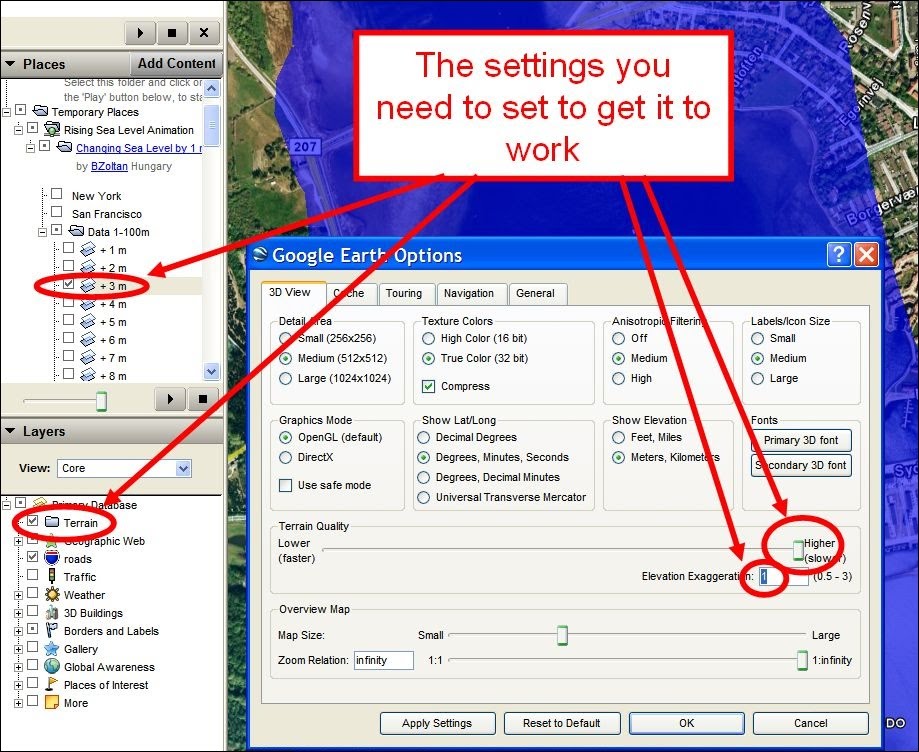 The settings you
need to set to get it to
work
Places
Add Content
Select this folder and click on
the 'Play' button below, to sta
Temporary Places
Rising Sea Level Animation
Changing Sea Level by 1 r
by BZoltan Hungary
New York
San Francisco
Data 1-100m
+ 1 m
+ 2 m
+ 3 m
+ 4 m
+ 5 m
+ 6 m
+ 7 m
+ 8 m
Layers
View: Core
Primary Database
Terrain
Geographic Web
roads
Traffic
Weather
3D Buildings
Borders and Labels
Gallery
Global Awareness
Places of Interest
More
207
Rosenvej
Egernvej
Borgervæ
Google Earth Options
3D View
Cache
Touring
Navigation
General
Detail Area
Small (256x256)
Medium (512x512)
Large (1024x1024)
Texture Colors
High Color (16 bit)
True Color (32 bit)
Compress
Anisotropic Filtering
Off
Medium
High
Labels/Icon Size
Small
Medium
Large
Graphics Mode
OpenGL (default)
DirectX
Use safe mode
Show Lat/Long
Decimal Degrees
Degrees, Minutes, Seconds
Degrees, Decimal Minutes
Universal Transverse Mercator
Show Elevation
Feet, Miles
Meters, Kilometers
Fonts
Primary 3D font
Secondary 3D font
Terrain Quality
Lower
(faster)
Higher
(slower)
Elevation Exaggeration: 1 (0.5 - 3)
Overview Map
Map Size: Small Large
Zoom Relation: infinity 1:1 1:infinity
Apply Settings
Reset to Default
OK
Cancel
Syd
DO